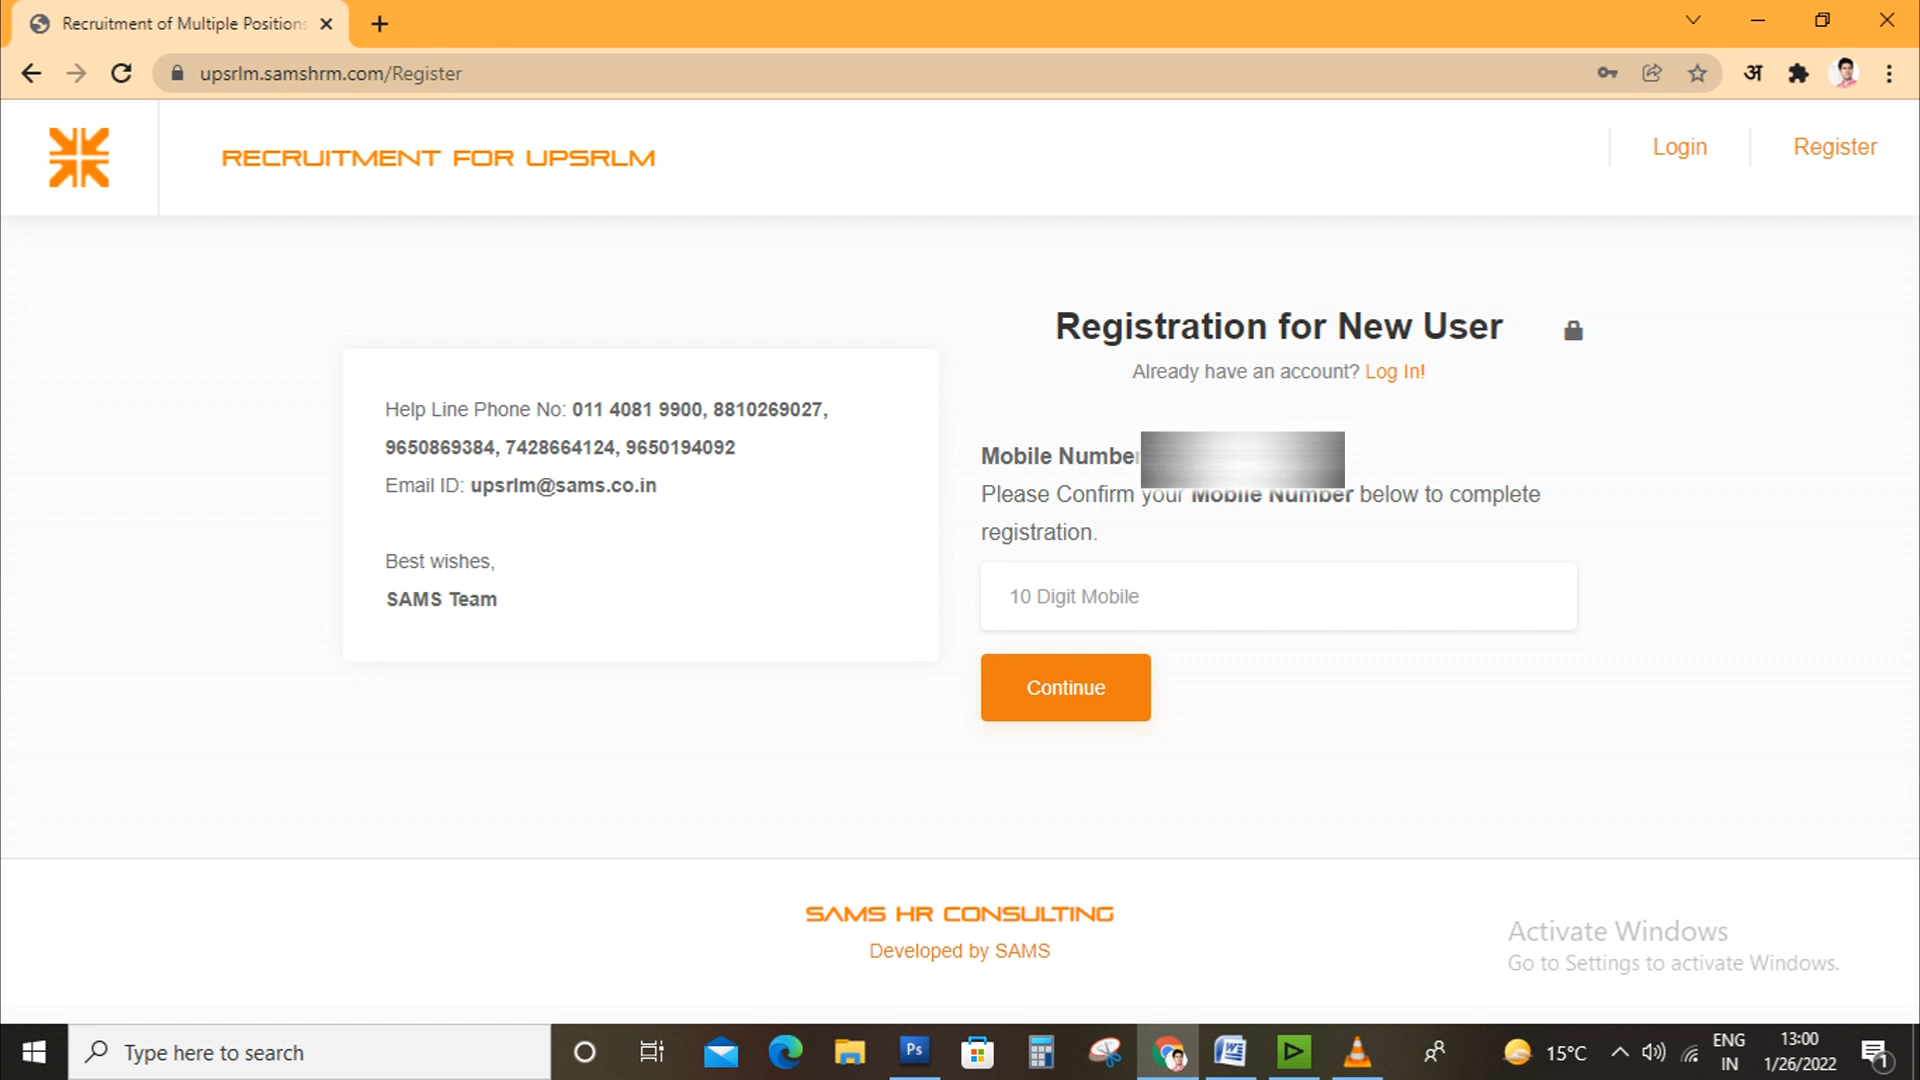 Recruitment of Multiple Positions
upsrlm.samshrm.com/Register
अ
RECRUITMENT FOR UPSRLM
Login
Register
Registration for New User
Already have an account? Log In!
Help Line Phone No: 011 4081 9900, 8810269027,
9650869384, 7428664124, 9650194092
Email ID: upsrlm@sams.co.in
Best wishes,
SAMS Team
Mobile Number
Please Confirm your Mobile Number below to complete
registration.
10 Digit Mobile
Continue
SAMS HR CONSULTING
Developed by SAMS
Activate Windows
Go to Settings to activate Windows.
Type here to search
Ps
W
15°C
ENG
IN
13:00
1/26/2022
1